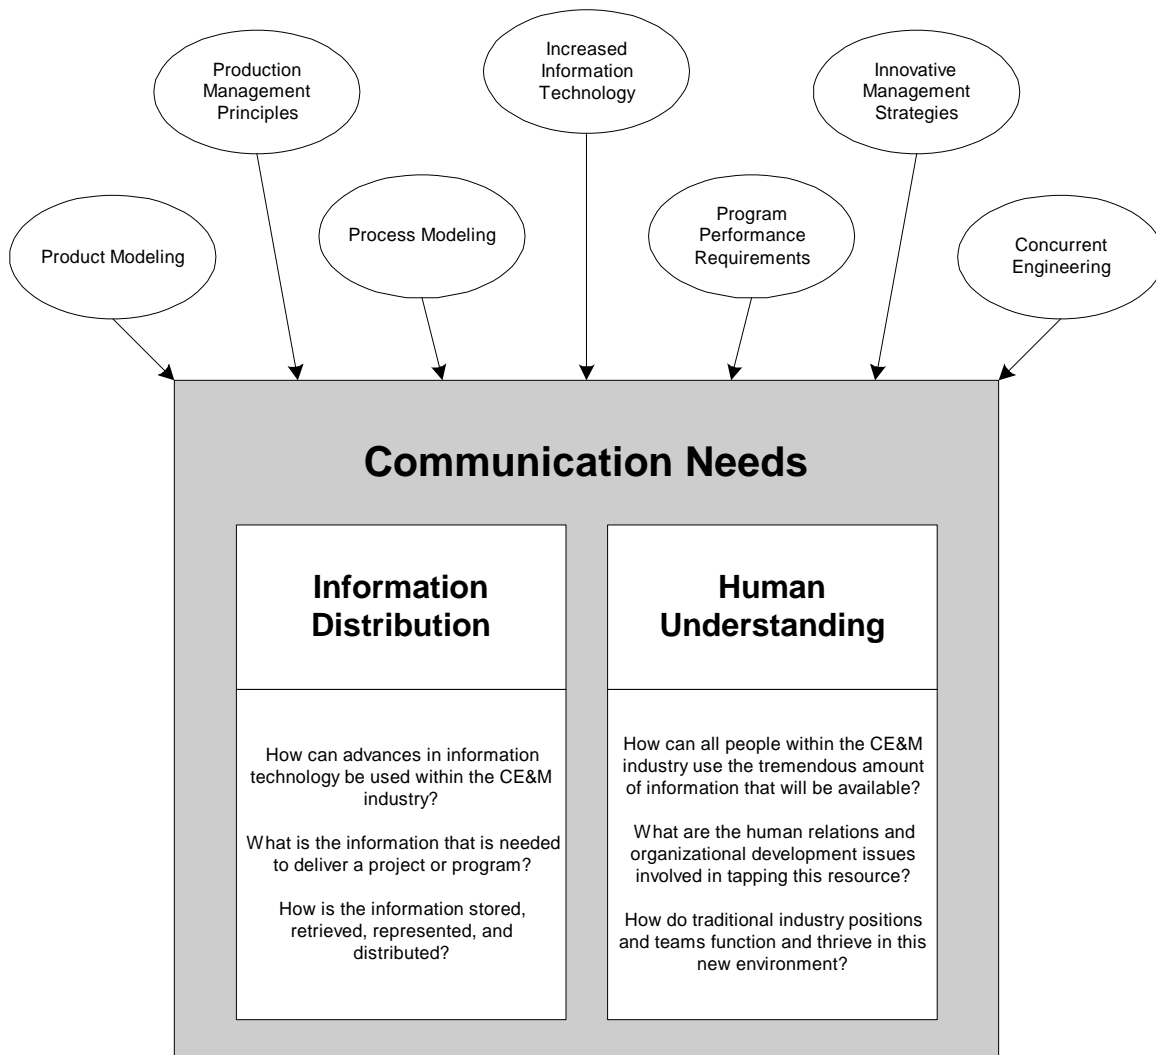 Increased
Information
Technology
Production
Management
Principles
Innovative
Management
Strategies
Product Modeling
Process Modeling
Program
Performance
Requirements
Concurrent
Engineering
Communication Needs
Information
Distribution
How can advances in information
technology be used within the CE&M
industry?
What is the information that is needed
to deliver a project or program?
How is the information stored,
retrieved, represented, and
distributed?
Human
Understanding
How can all people within the CE&M
industry use the tremendous amount
of information that will be available?
What are the human relations and
organizational development issues
involved in tapping this resource?
How do traditional industry positions
and teams function and thrieve in this
new environment?